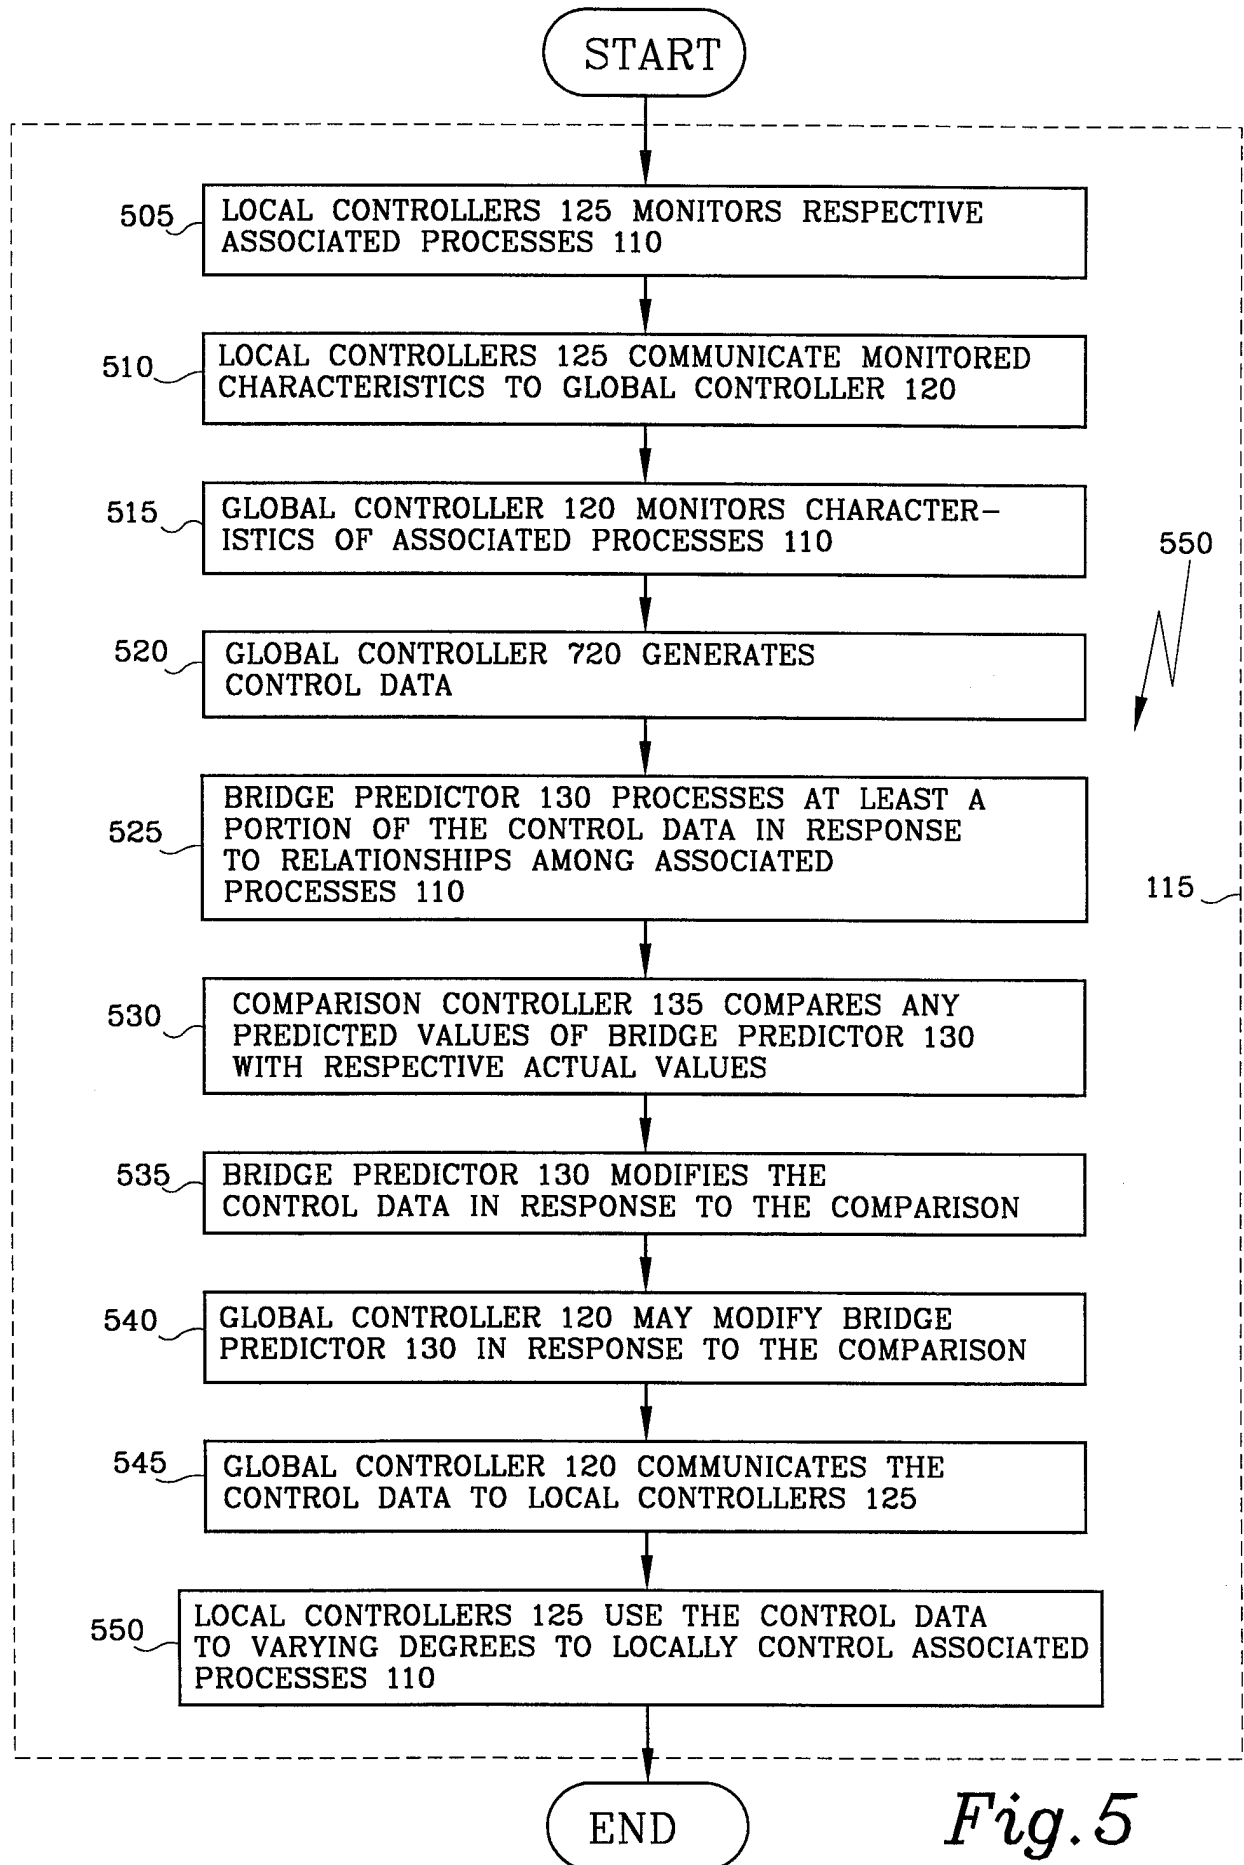 START
505
LOCAL CONTROLLERS 125 MONITORS RESPECTIVE
ASSOCIATED PROCESSES 110
510
LOCAL CONTROLLERS 125 COMMUNICATE MONITORED
CHARACTERISTICS TO GLOBAL CONTROLLER 120
515
GLOBAL CONTROLLER 120 MONITORS CHARACTER-
ISTICS OF ASSOCIATED PROCESSES 110
550
520
GLOBAL CONTROLLER 720 GENERATES
CONTROL DATA
525
BRIDGE PREDICTOR 130 PROCESSES AT LEAST A
PORTION OF THE CONTROL DATA IN RESPONSE
TO RELATIONSHIPS AMONG ASSOCIATED
PROCESSES 110
115
530
COMPARISON CONTROLLER 135 COMPARES ANY
PREDICTED VALUES OF BRIDGE PREDICTOR 130
WITH RESPECTIVE ACTUAL VALUES
535
BRIDGE PREDICTOR 130 MODIFIES THE
CONTROL DATA IN RESPONSE TO THE COMPARISON
540
GLOBAL CONTROLLER 120 MAY MODIFY BRIDGE
PREDICTOR 130 IN RESPONSE TO THE COMPARISON
545
GLOBAL CONTROLLER 120 COMMUNICATES THE
CONTROL DATA TO LOCAL CONTROLLERS 125
550
LOCAL CONTROLLERS 125 USE THE CONTROL DATA
TO VARYING DEGREES TO LOCALLY CONTROL ASSOCIATED
PROCESSES 110
END
Fig. 5